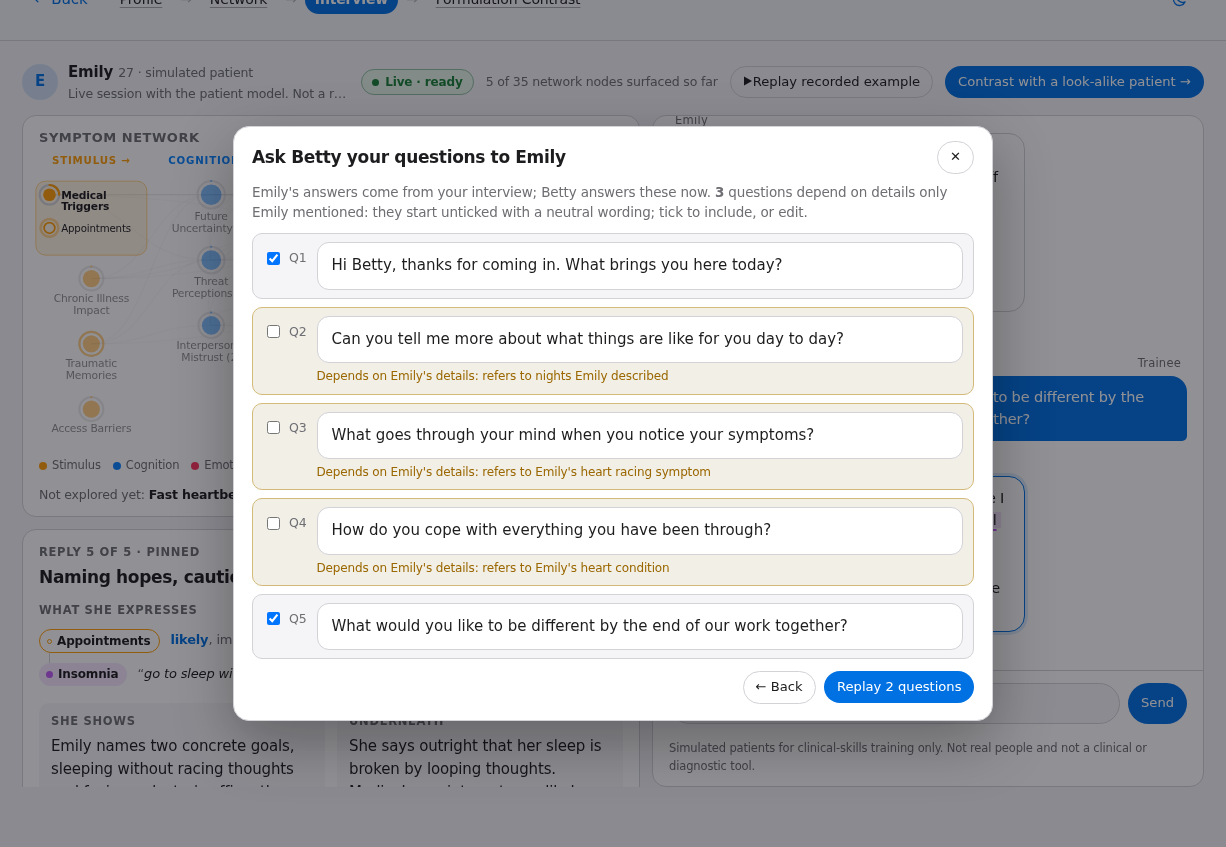 ← Back Profile → Network → Interview → Formulation Contrast
E Emily 27 · simulated patient
Live session with the patient model. Not a r…
Live · ready
5 of 35 network nodes surfaced so far
▶Replay recorded example
Contrast with a look-alike patient →
SYMPTOM NETWORK
STIMULUS →
Medical
Triggers
Appointments
Chronic Illness
Impact
Traumatic
Memories
Access Barriers
Future
Threat
Stimulus Cognition
Not explored yet: Fast
REPLY 5 OF 5 · PINNED
Naming hopes,
WHAT SHE EXPRESSES
Appointments likely,
Insomnia “go to sleep
SHE SHOWS
Emily names two concrete goals,
sleeping without racing thoughts
UNDERNEATH
She says outright that her sleep is
broken by looping thoughts.
Ask Betty your questions to Emily
✕
Emily's answers come from your interview; Betty answers these now. 3 questions depend on details only
Emily mentioned: they start unticked with a neutral wording; tick to include, or edit.
Q1 Hi Betty, thanks for coming in. What brings you here today?
Q2 Can you tell me more about what things are like for you day to day?
Depends on Emily's details: refers to nights Emily described
Q3 What goes through your mind when you notice your symptoms?
Depends on Emily's details: refers to Emily's heart racing symptom
Q4 How do you cope with everything you have been through?
Depends on Emily's details: refers to Emily's heart condition
Q5 What would you like to be different by the end of our work together?
← Back
Replay 2 questions
Emily
Trainee
to be different by the
Send
Simulated patients for clinical-skills training only. Not real people and not a clinical or
diagnostic tool.